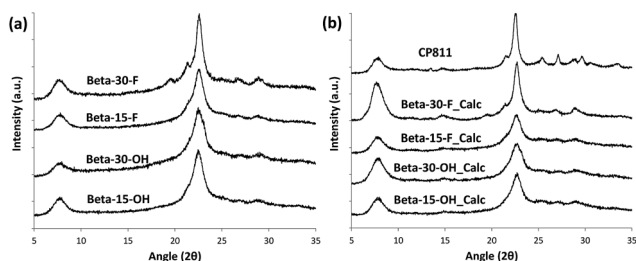 (a)
Intensity (a.u.)
Beta-30-F
Beta-15-F
Beta-30-OH
Beta-15-OH
5 10 15 20 25 30 35
Angle (2θ)
(b)
Intensity (a.u.)
CP811
Beta-30-F_Calc
Beta-15-F_Calc
Beta-30-OH_Calc
Beta-15-OH_Calc
5 10 15 20 25 30 35
Angle (2θ)